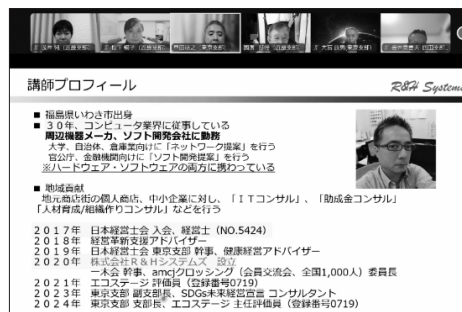 講師プロフィール
R&H Systems
■ 福島県いわき市出身
■ 30年、コンピュータ業界に従事している
周辺機器メーカ、ソフト開発会社に勤務
大学、自治体、倉庫業向けに「ネットワーク提案」を行う
官公庁、金融機関向けに「ソフト開発提案」を行う
※ハードウェア・ソフトウェアの両方に携わっている
■ 地域貢献
地元商店街の個人商店、中小企業に対し、「ITコンサル」、「助成金コンサル」
「人材育成/組織作りコンサル」などを行う
2017年 日本経営士会 入会、経営士（NO.5424）
2018年 経営革新支援アドバイザー
2019年 日本経営士会 東京支部 幹事、健康経営アドバイザー
2020年 株式会社R&Hシステムズ 設立
一木会 幹事、amcjクロッシング（会員交流会、全国1,000人）委員長
2021年 エコステージ 評価員（登録番号0719）
2023年 東京支部 副支部長、SDGs未来経営宣言 コンサルタント
2024年 東京支部 支部長、エコステージ 主任評価員（登録番号0719）